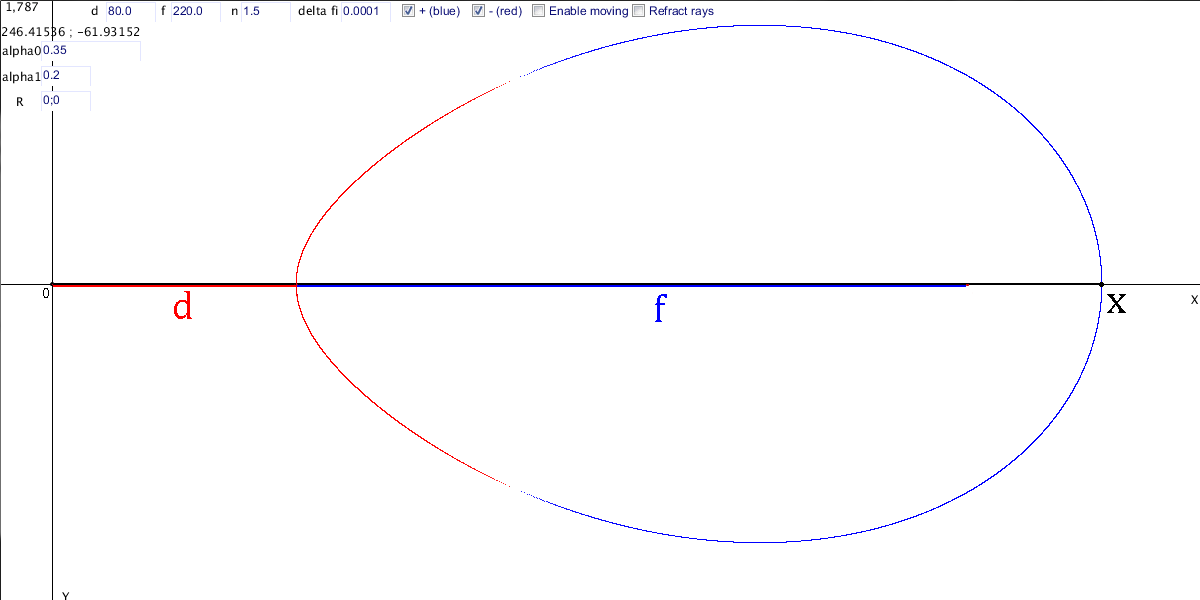 1,787 d 80.0 f 220.0 n 1.5 delta fi 0.0001 + (blue) - (red) Enable moving Refract rays
246.41536 ; -61.93152
alpha0 0.35
alpha1 0.2
R 0;0
0 d f X X
Y